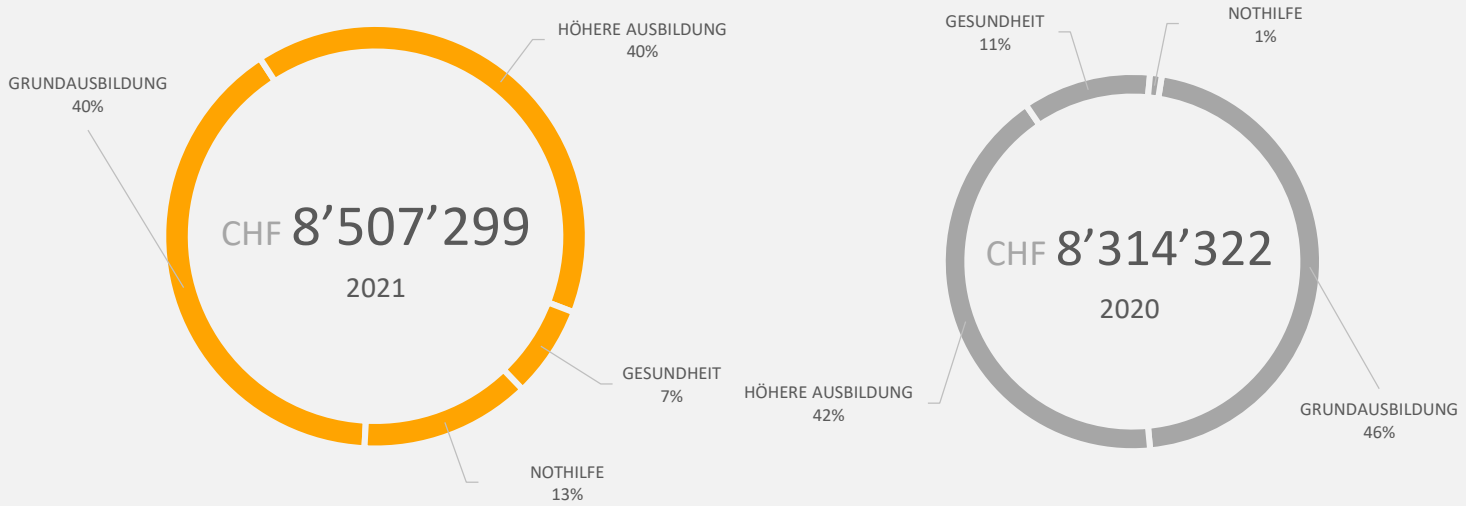 HÖHERE AUSBILDUNG
40%
GRUNDAUSBILDUNG
40%
CHF 8’507’299
2021
GESUNDHEIT
7%
NOTHILFE
13%
GESUNDHEIT
11%
NOTHILFE
1%
CHF 8’314’322
2020
HÖHERE AUSBILDUNG
42%
GRUNDAUSBILDUNG
46%